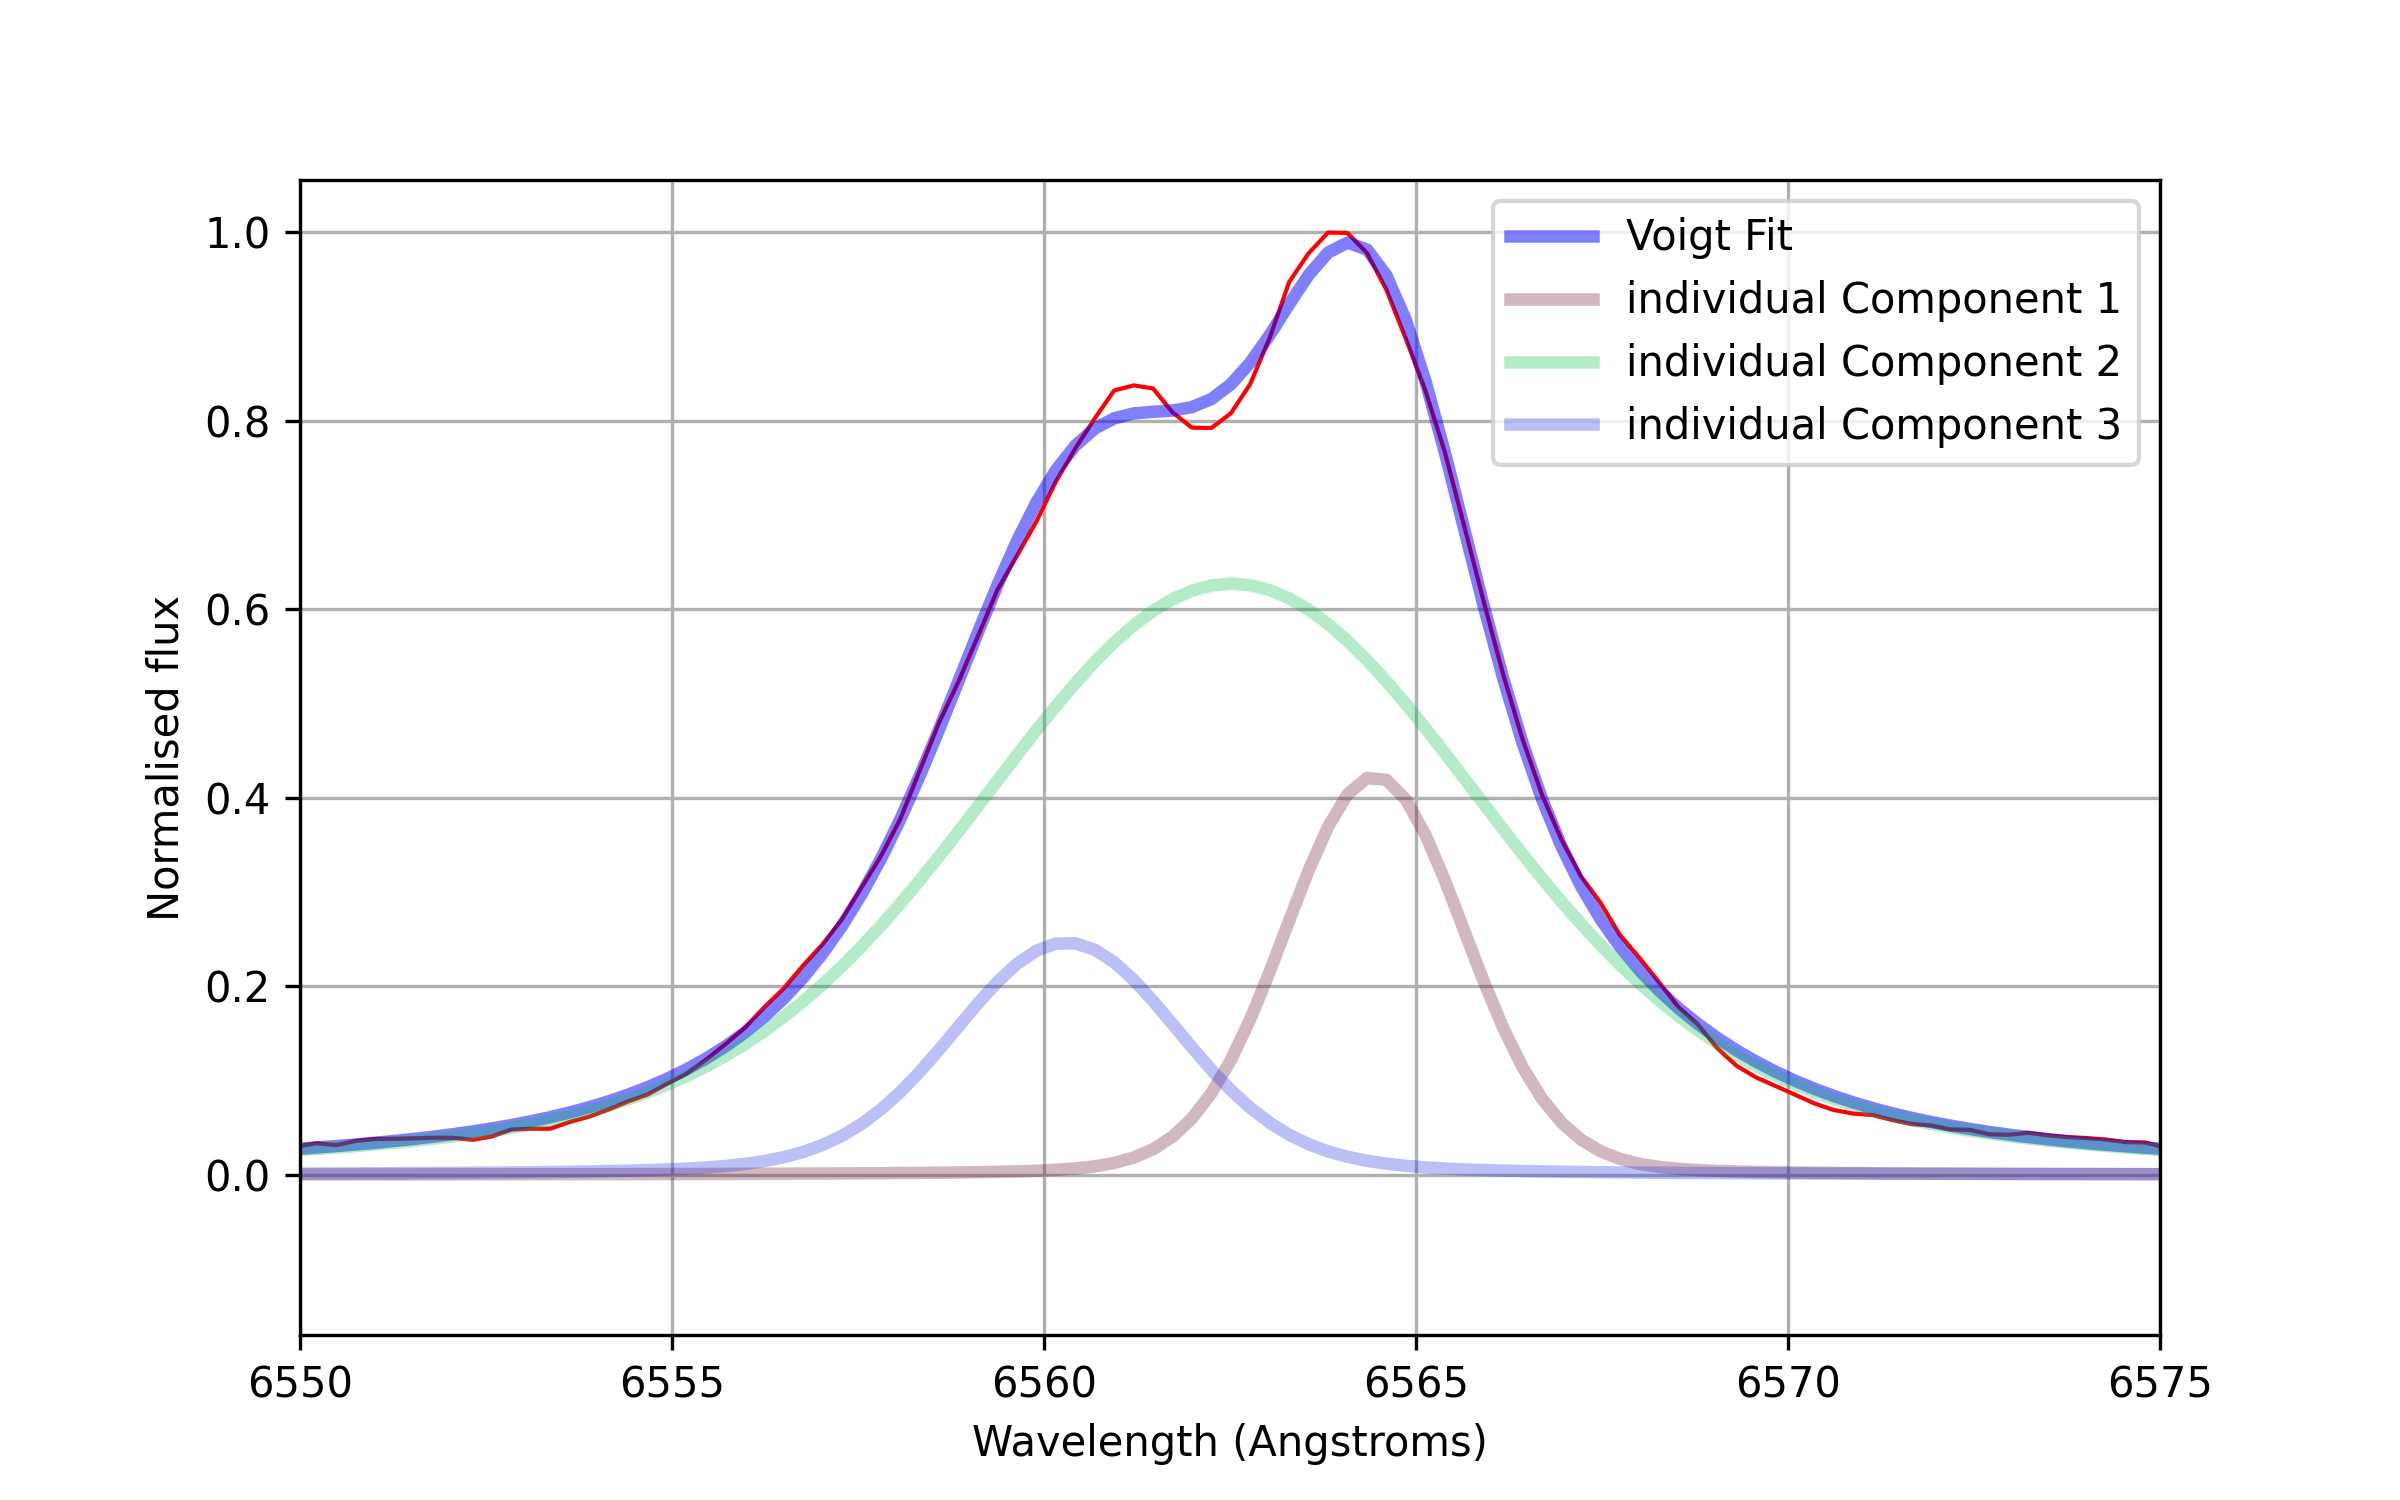 Voigt Fit
individual Component 1
individual Component 2
individual Component 3
1.0
0.8
0.6
0.4
0.2
0.0
Normalised flux
6550 6555 6560 6565 6570 6575
Wavelength (Angstroms)